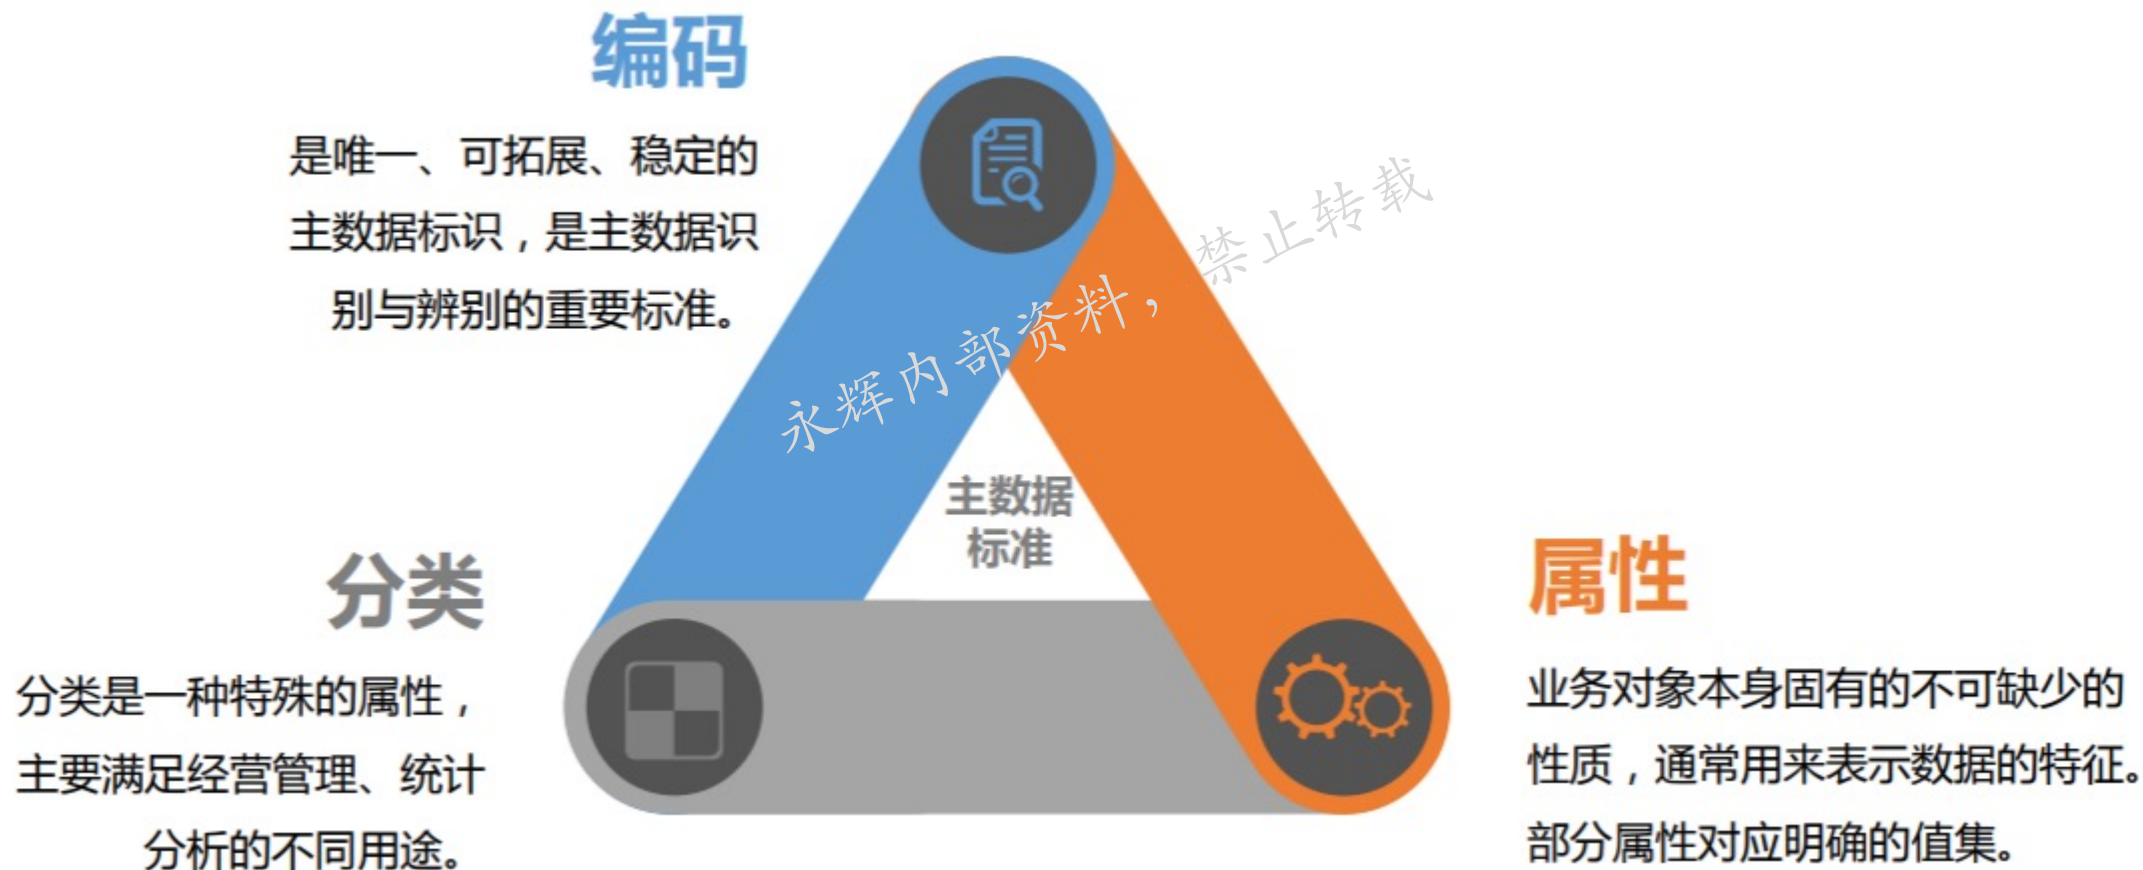 编码
是唯一、可拓展、稳定的
主数据标识，是主数据识
别与辨别的重要标准。
永辉内部资料，禁止转载
主数据
标准
分类
分类是一种特殊的属性，
主要满足经营管理、统计
分析的不同用途。
属性
业务对象本身固有的不可缺少的
性质，通常用来表示数据的特征。
部分属性对应明确的值集。